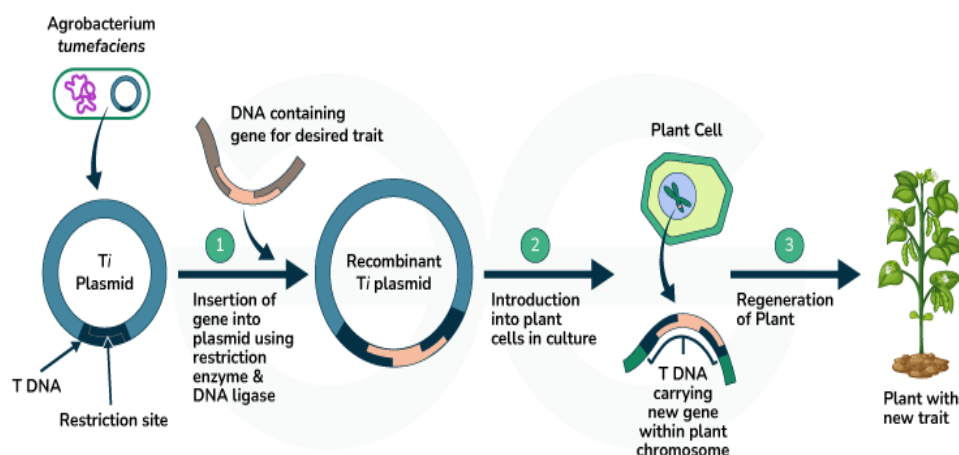 Agrobacterium
tumefaciens
DNA containing
gene for desired trait
Plant Cell
Ti
Plasmid
1
Recombinant
Ti plasmid
2
3
Insertion of
gene into
plasmid using
restriction
enzyme &
DNA ligase
Introduction
into plant
cells in culture
Regeneration
of Plant
T DNA
Restriction site
T DNA
carrying
new gene
within plant
chromosome
Plant with
new trait